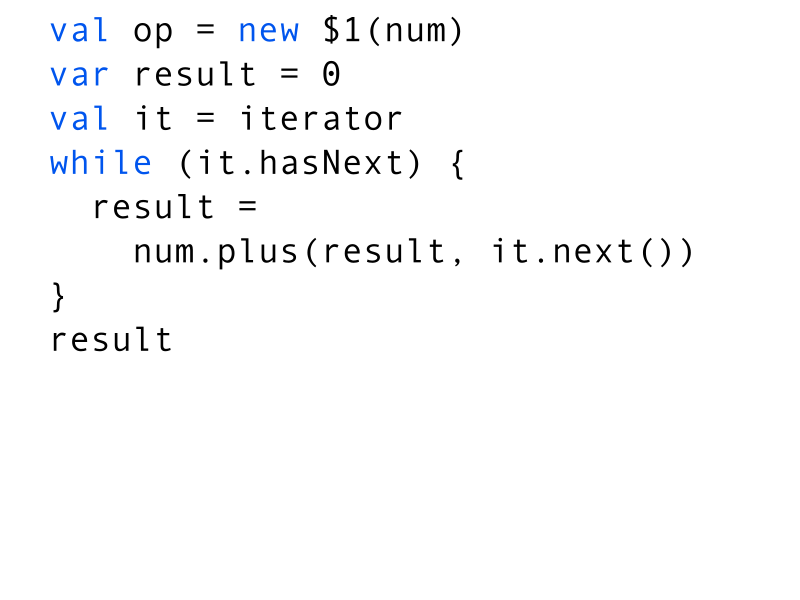 val op = new $1(num)
var result = 0
val it = iterator
while (it.hasNext) {
  result =
    num.plus(result, it.next())
}
result